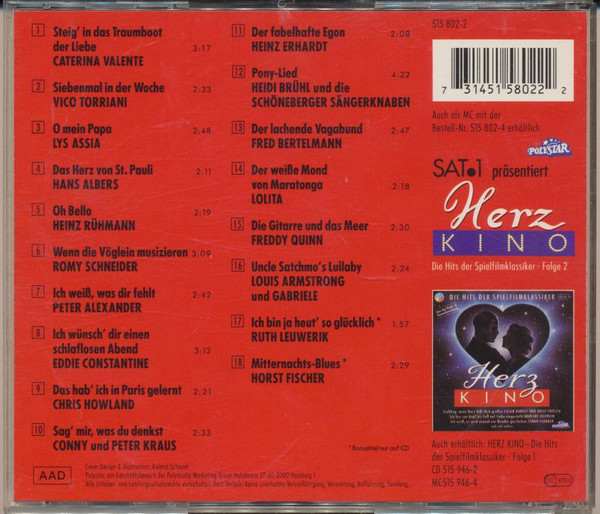 1 Steig' in das Traumboot
der Liebe
CATERINA VALENTE 3:17
2 Siebenmal in der Woche
VICO TORRIANI 2:33
3 O mein Papa
LYS ASSIA 2:48
4 Das Herz von St. Pauli
HANS ALBERS 2:11
5 Oh Bello
HEINZ RÜHMANN 2:19
6 Wenn die Vöglein musizieren 3:09
ROMY SCHNEIDER
7 Ich weiß, was dir fehlt
PETER ALEXANDER 2:42
8 Ich wünsch' dir einen
schlaflosen Abend
EDDIE CONSTANTINE 3:12
9 Das hab' ich in Paris gelernt
CHRIS HOWLAND 2:21
10 Sag' mir, was du denkst
CONNY und PETER KRAUS 2:33
11 Der fabelhafte Egon 2:08
HEINZ ERHARDT
12 Pony-Lied 4:22
HEIDI BRÜHL und die
SCHÖNEBERGER SÄNGERKNABEN
13 Der lachende Vagabund 2:47
FRED BERTELMANN
14 Der weiße Mond
von Maratonga 2:18
LOLITA
15 Die Gitarre und das Meer 2:30
FREDDY QUINN
16 Uncle Satchmo's Lullaby 2:24
LOUIS ARMSTRONG
und GABRIELE
17 Ich bin ja heut' so glücklich * 1:57
RUTH LEUWERIK
18 Mitternachts-Blues * 2:29
HORST FISCHER
* Bonustitel nur auf CD
AAD
Cover Design & Illustration: Roland Schmidt
515 802-2
7 31451 58022 2
Auch als MC mit der
Bestell-Nr. 515 802-4 erhältlich
POLYSTAR
SAT.1 präsentiert
Herz
KINO
Die Hits der Spielfilmklassiker · Folge 2
DIE HITS DER SPIELFILMKLASSIKER
Herz
KINO
Auch erhältlich: HERZ KINO – Die Hits
der Spielfilmklassiker · Folge 1
CD 515 946-2
MC 515 946-4